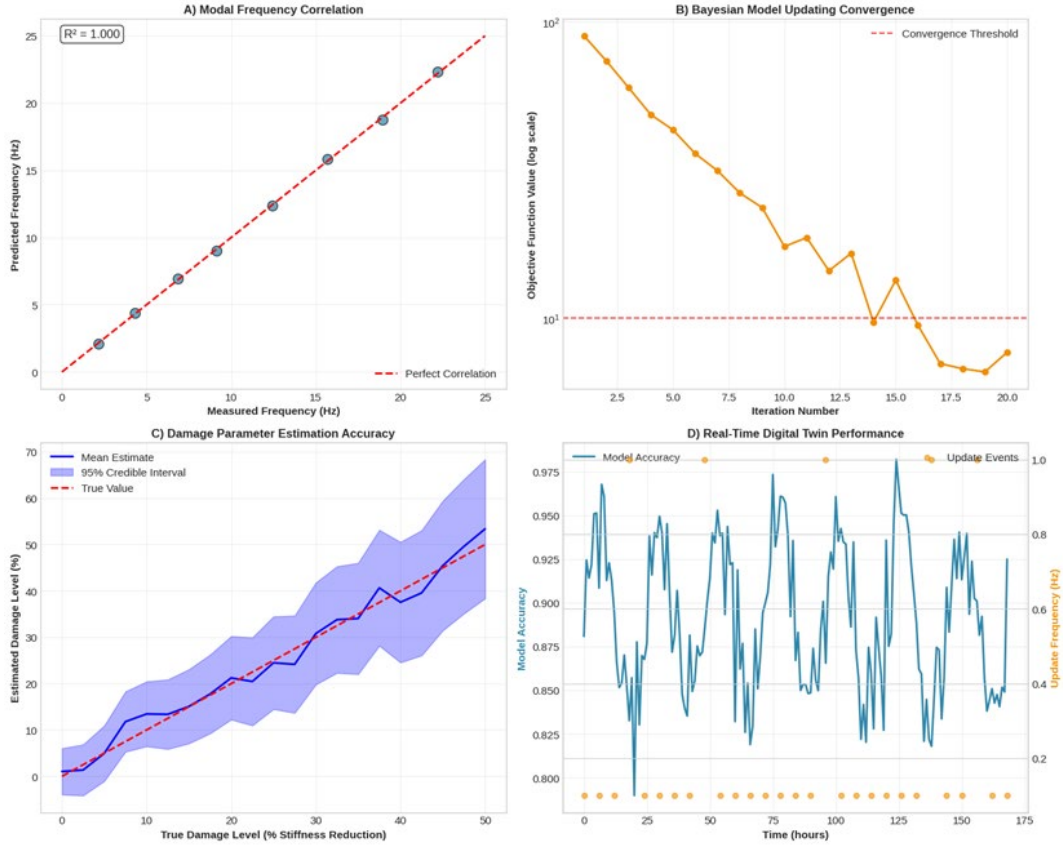 A) Modal Frequency Correlation
R² = 1.000
25
20
15
10
5
0
Predicted Frequency (Hz)
Perfect Correlation
0 5 10 15 20 25
Measured Frequency (Hz)
B) Bayesian Model Updating Convergence
10²
10¹
Objective Function Value (log scale)
Convergence Threshold
2.5 5.0 7.5 10.0 12.5 15.0 17.5 20.0
Iteration Number
C) Damage Parameter Estimation Accuracy
Mean Estimate
95% Credible Interval
True Value
70
60
50
40
30
20
10
0
Estimated Damage Level (%)
0 10 20 30 40 50
True Damage Level (% Stiffness Reduction)
D) Real-Time Digital Twin Performance
Model Accuracy
Update Events
0.975
0.950
0.925
0.900
0.875
0.850
0.825
0.800
Model Accuracy
1.0
0.8
0.6
0.4
0.2
Update Frequency (Hz)
0 25 50 75 100 125 150 175
Time (hours)